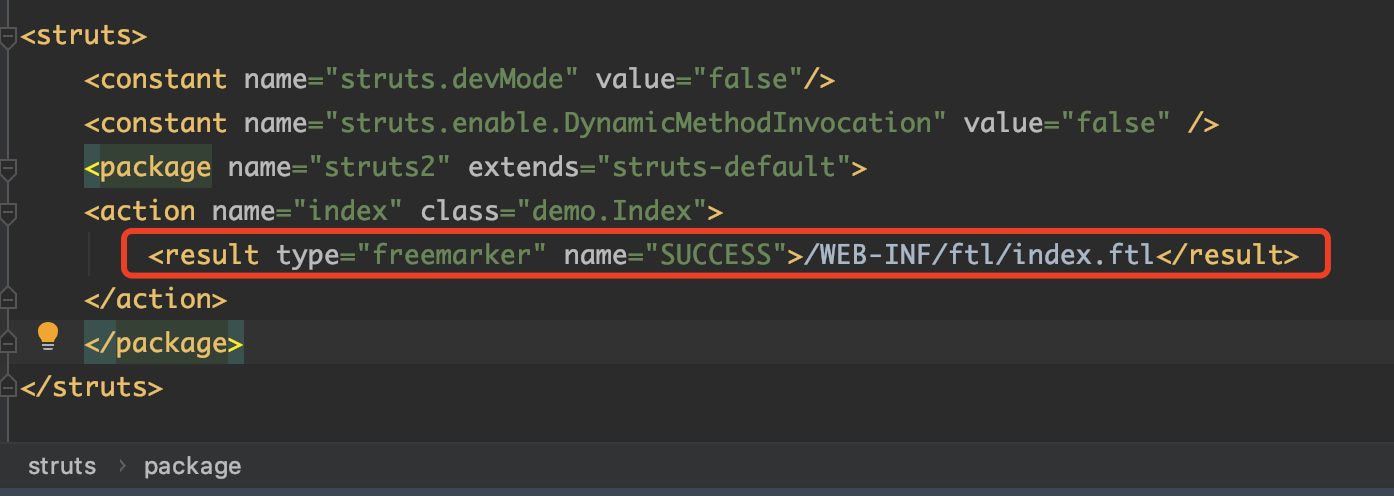 <struts>
<constant name="struts.devMode" value="false"/>
<constant name="struts.enable.DynamicMethodInvocation" value="false" />
<package name="struts2" extends="struts-default">
<action name="index" class="demo.Index">
<result type="freemarker" name="SUCCESS">/WEB-INF/ftl/index.ftl</result>
</action>
</package>
</struts>
struts › package